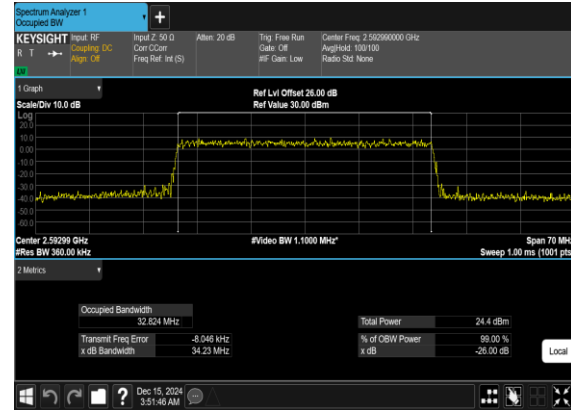 Spectrum Analyzer 1
Occupied BW
+
KEYSIGHT Input: RF Input Z: 50 Ω Atten: 20 dB Trig: Free Run Center Freq: 2.592990000 GHz
R T Coupling: DC Corr CCorr Gate: Off Avg|Hold: 100/100
Align: Off Freq Ref: Int (S) #IF Gain: Low Radio Std: None
LV
1 Graph Ref Lvl Offset 26.00 dB
Scale/Div 10.0 dB Ref Value 30.00 dBm
Log
20.0
10.0
0.00
-10.0
-20.0
-30.0
-40.0
-50.0
-60.0
Center 2.59299 GHz #Video BW 1.1000 MHz* Span 70 MHz
#Res BW 360.00 kHz Sweep 1.00 ms (1001 pts
2 Metrics
Occupied Bandwidth
32.824 MHz Total Power 24.4 dBm
Transmit Freq Error -8.046 kHz % of OBW Power 99.00 %
x dB Bandwidth 34.23 MHz x dB -26.00 dB
Local
? Dec 15, 2024
3:51:46 AM